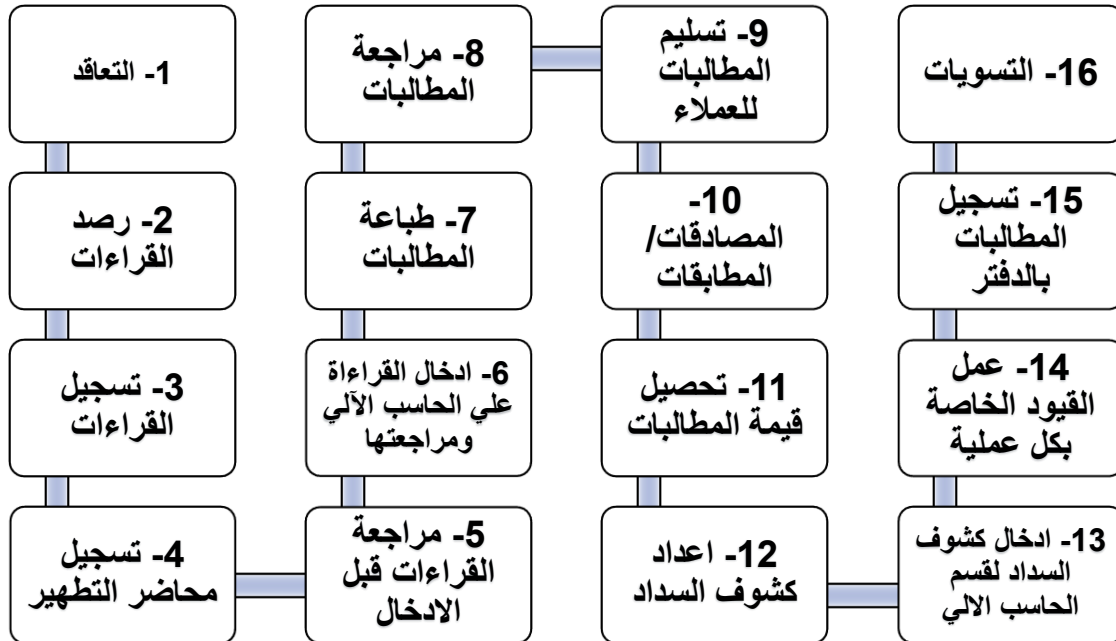 1- التعاقد
2- رصد
القراءات
3- تسجيل
القراءات
4- تسجيل
محاضر التطهير
5- مراجعة
القراءات قبل
الادخال
6- ادخال القراءاة
علي الحاسب الآلي
ومراجعتها
7- طباعة
المطالبات
8- مراجعة
المطالبات
9- تسليم
المطالبات
للعملاء
10-
المصادقات/
المطابقات
11- تحصيل
قيمة المطالبات
12- اعداد
كشوف السداد
13- ادخال كشوف
السداد لقسم
الحاسب الالي
14- عمل
القيود الخاصة
بكل عملية
15- تسجيل
المطالبات
بالدفتر
16- التسويات